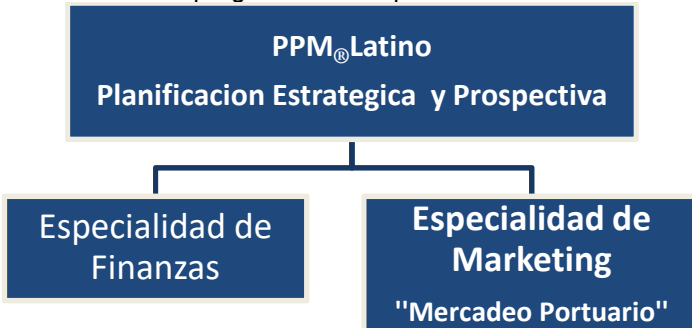 PPM®Latino
Planificacion Estrategica y Prospectiva
Especialidad de
Finanzas
Especialidad de
Marketing
"Mercadeo Portuario"